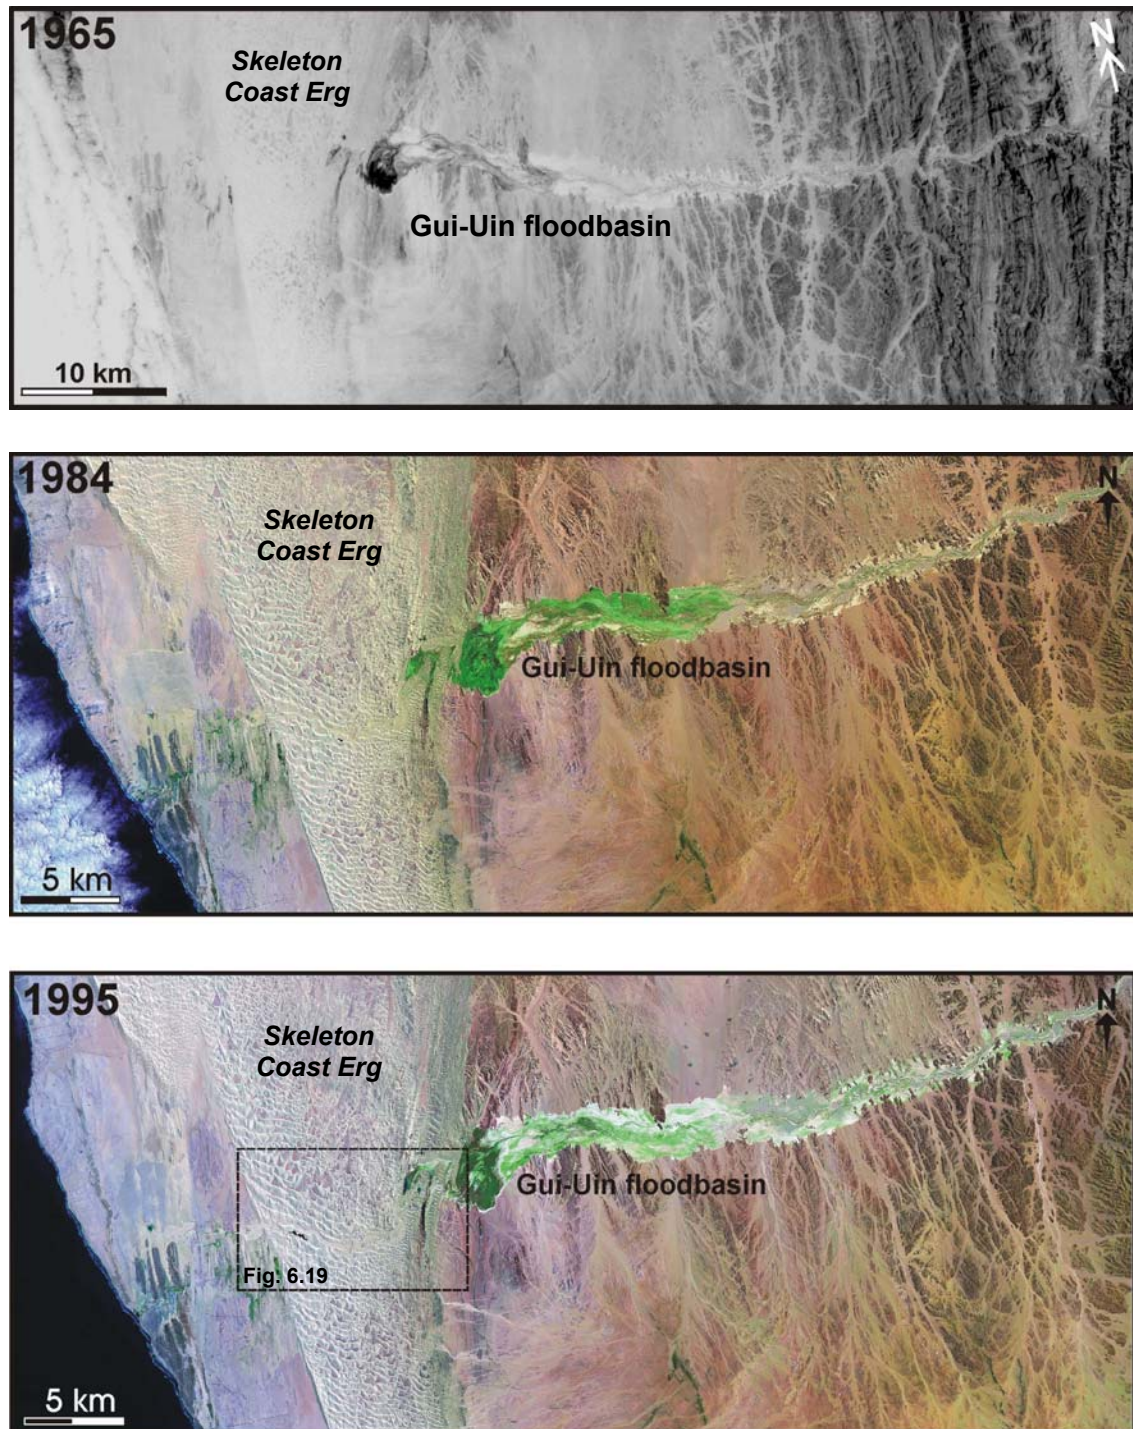 1965
Skeleton
Coast Erg
N
Gui-Uin floodbasin
10 km
1984
Skeleton
Coast Erg
N
Gui-Uin floodbasin
5 km
1995
Skeleton
Coast Erg
N
Gui-Uin floodbasin
Fig. 6.19
5 km